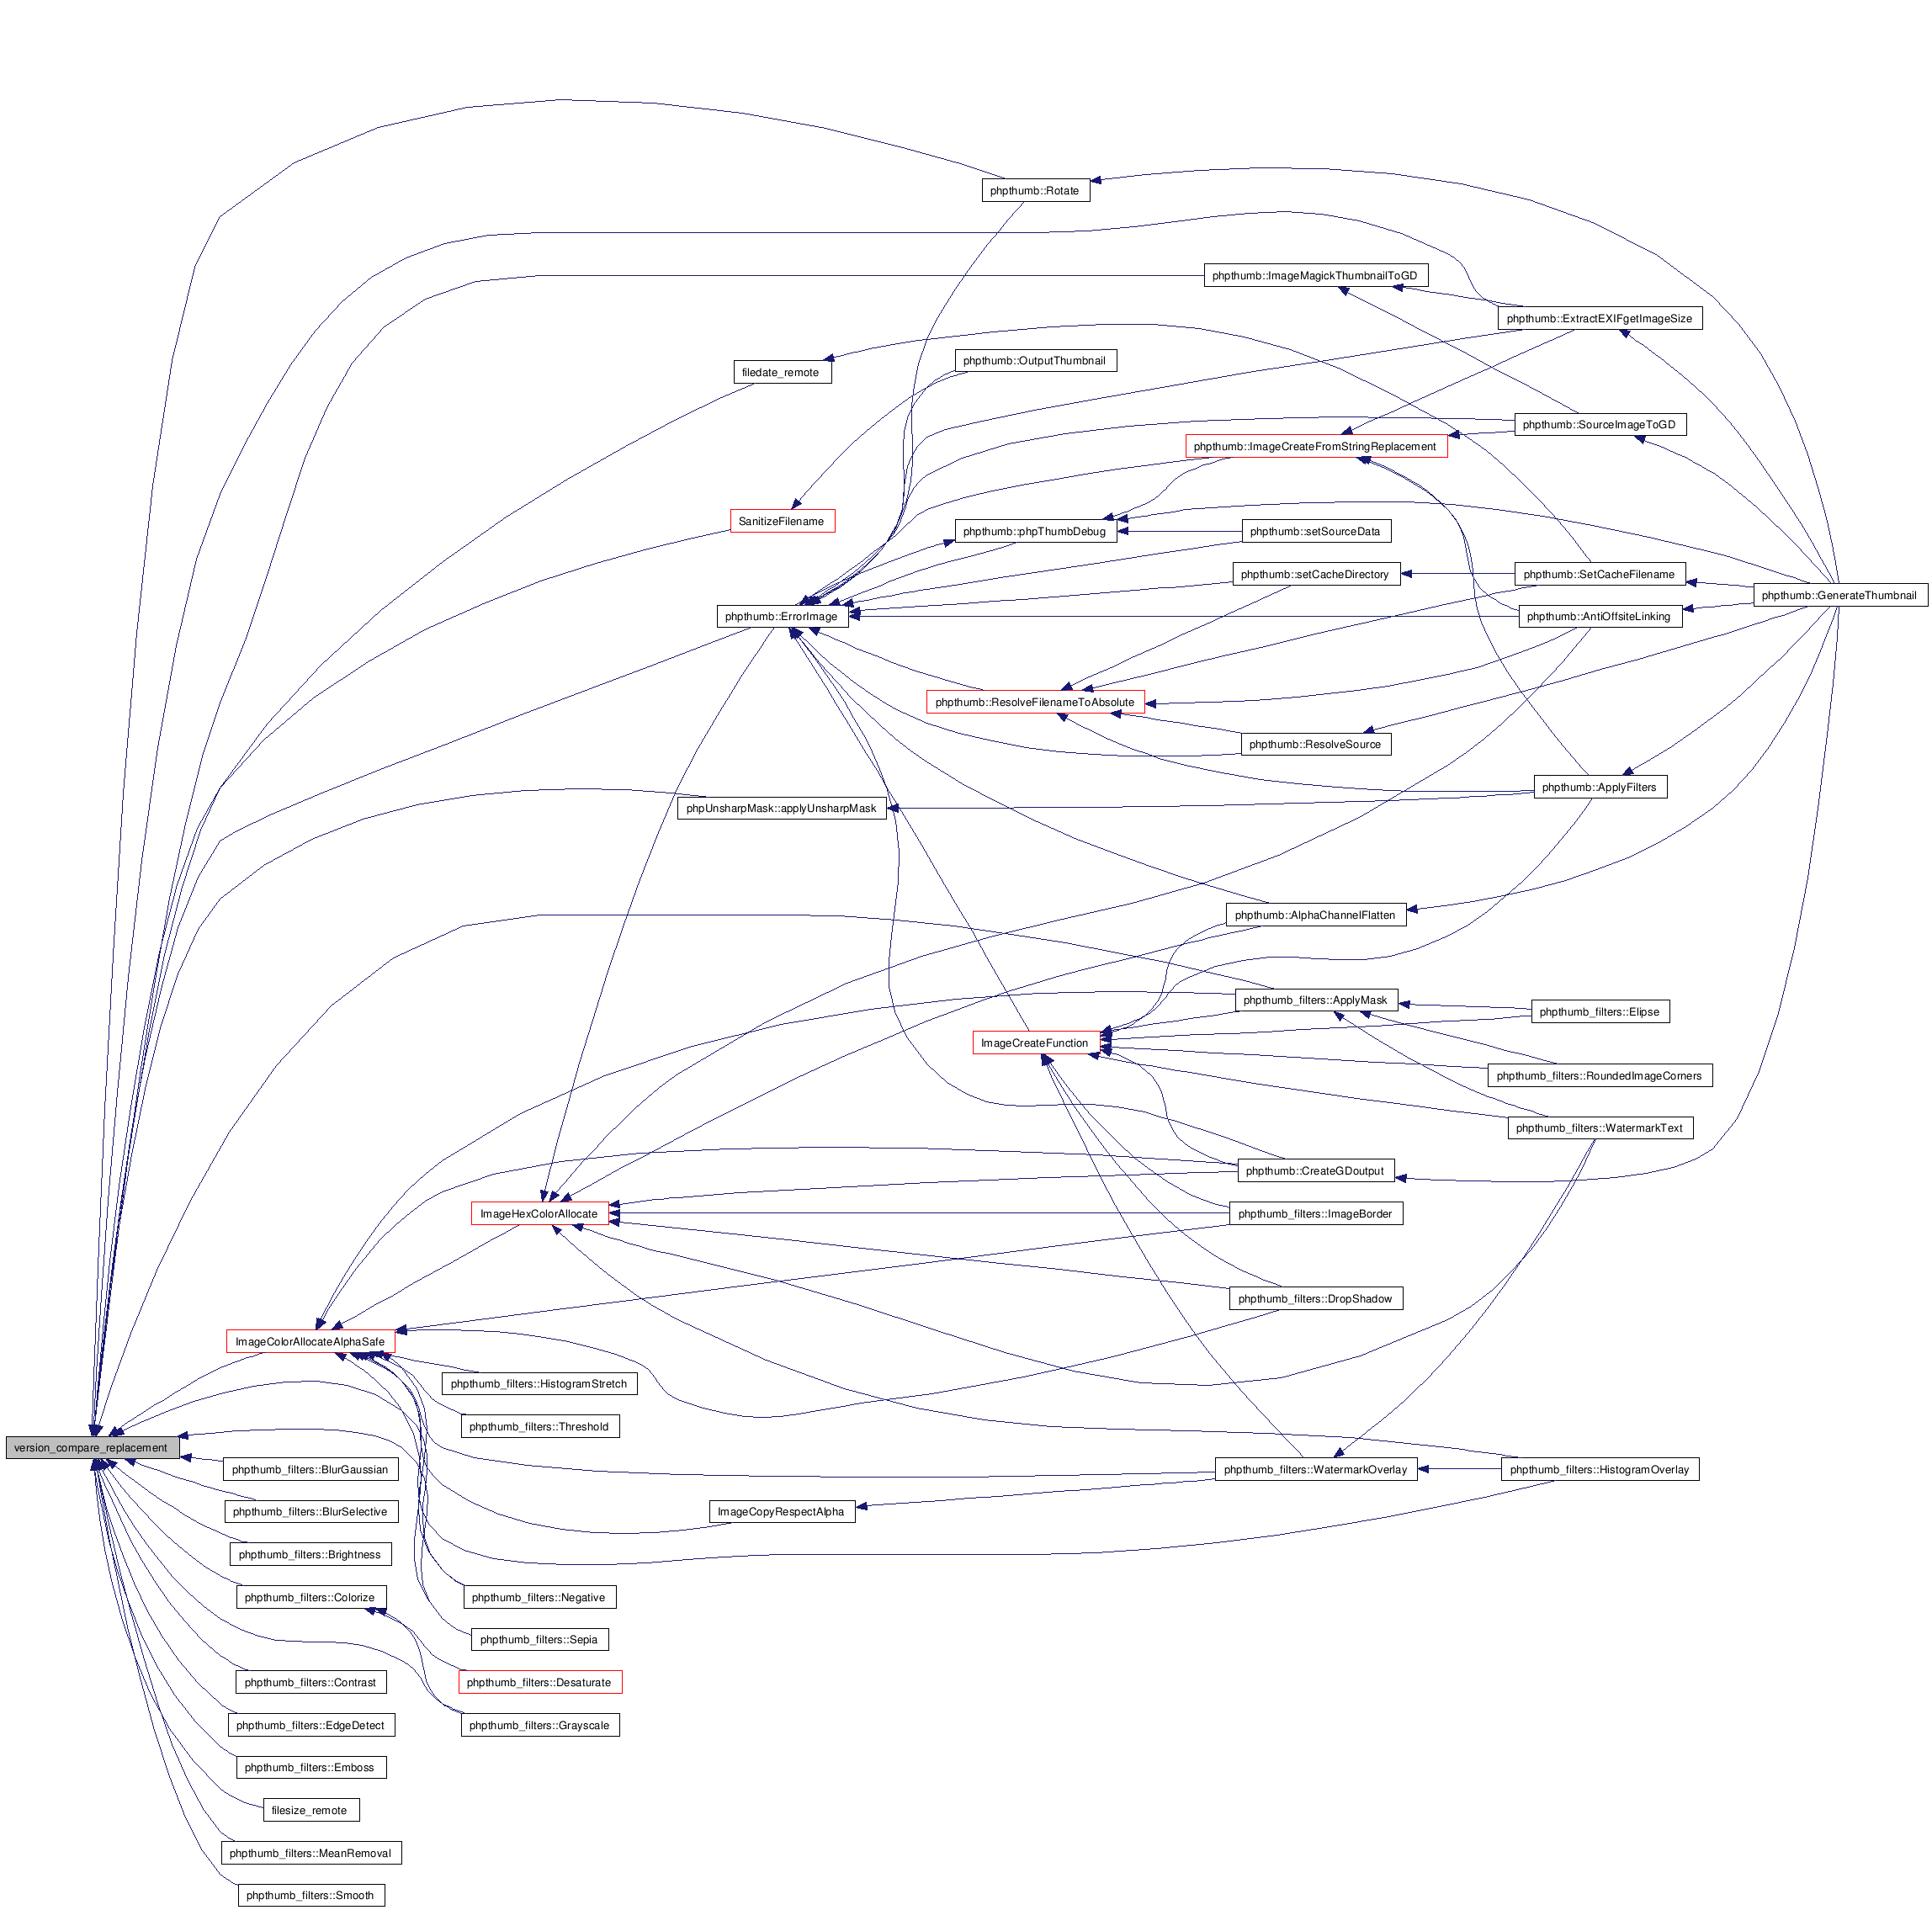 phpthumb::Rotate
phpthumb::ImageMagickThumbnailToGD
phpthumb::ExtractEXIFgetImageSize
phpthumb::OutputThumbnail
filedate_remote
phpthumb::SourceImageToGD
phpthumb::ImageCreateFromStringReplacement
SanitizeFilename
phpthumb::phpThumbDebug
phpthumb::setSourceData
phpthumb::setCacheDirectory
phpthumb::SetCacheFilename
phpthumb::GenerateThumbnail
phpthumb::ErrorImage
phpthumb::AntiOffsiteLinking
phpthumb::ResolveFilenameToAbsolute
phpthumb::ResolveSource
phpthumb::ApplyFilters
phpUnsharpMask::applyUnsharpMask
phpthumb::AlphaChannelFlatten
phpthumb_filters::ApplyMask
phpthumb_filters::Elipse
ImageCreateFunction
phpthumb_filters::RoundedImageCorners
phpthumb_filters::WatermarkText
phpthumb::CreateGDoutput
ImageHexColorAllocate
phpthumb_filters::ImageBorder
phpthumb_filters::DropShadow
ImageColorAllocateAlphaSafe
phpthumb_filters::HistogramStretch
phpthumb_filters::Threshold
version_compare_replacement
phpthumb_filters::BlurGaussian
phpthumb_filters::WatermarkOverlay
phpthumb_filters::HistogramOverlay
phpthumb_filters::BlurSelective
ImageCopyRespectAlpha
phpthumb_filters::Brightness
phpthumb_filters::Colorize
phpthumb_filters::Negative
phpthumb_filters::Sepia
phpthumb_filters::Contrast
phpthumb_filters::Desaturate
phpthumb_filters::EdgeDetect
phpthumb_filters::Grayscale
phpthumb_filters::Emboss
filesize_remote
phpthumb_filters::MeanRemoval
phpthumb_filters::Smooth